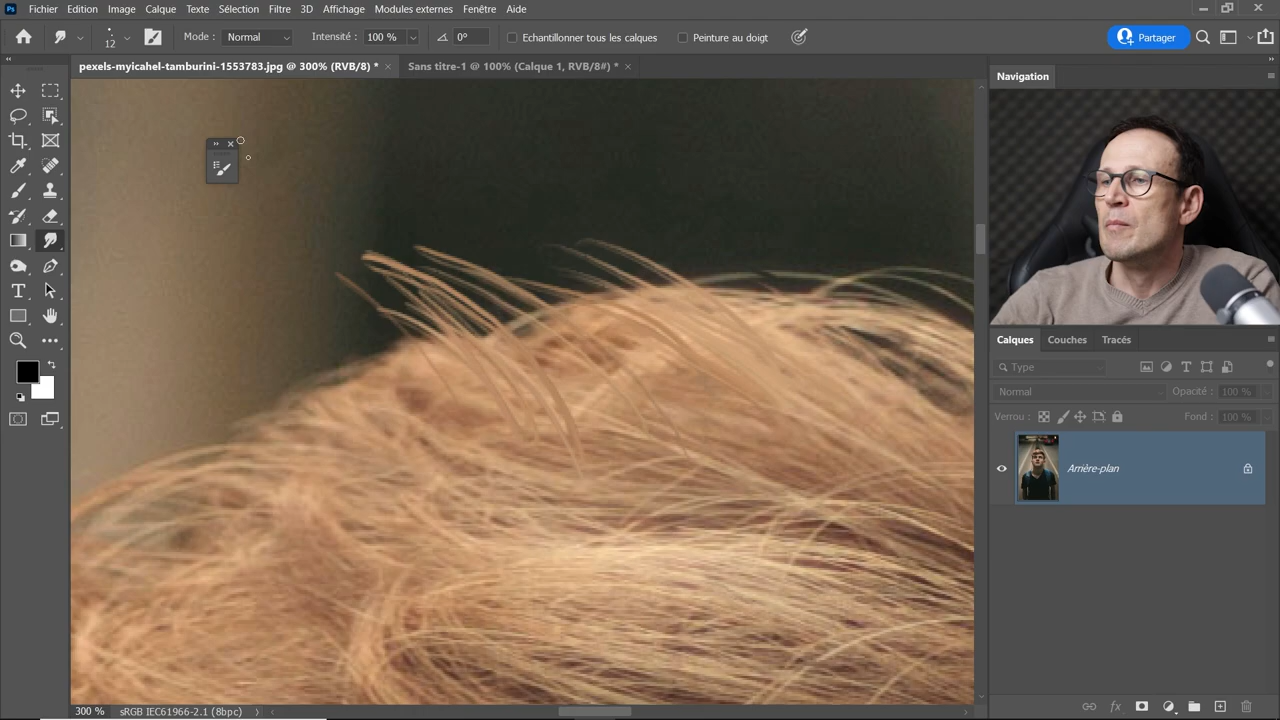 Ps Fichier Edition Image Calque Texte Sélection Filtre 3D Affichage Modules externes Fenêtre Aide
12 Mode : Normal Intensité : 100 % 0° Echantillonner tous les calques Peinture au doigt Partager
pexels-myicahel-tamburini-1553783.jpg @ 300% (RVB/8) * × Sans titre-1 @ 100% (Calque 1, RVB/8#) * ×
Navigation
Calques Couches Tracés
Type
Normal Opacité : 100 %
Verrou : Fond : 100 %
Arrière-plan
300 % sRGB IEC61966-2.1 (8bpc)